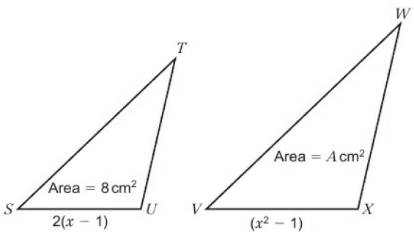 W
T
Area = A cm²
Area = 8 cm²
S
U
V
X
2(x − 1)
(x² − 1)